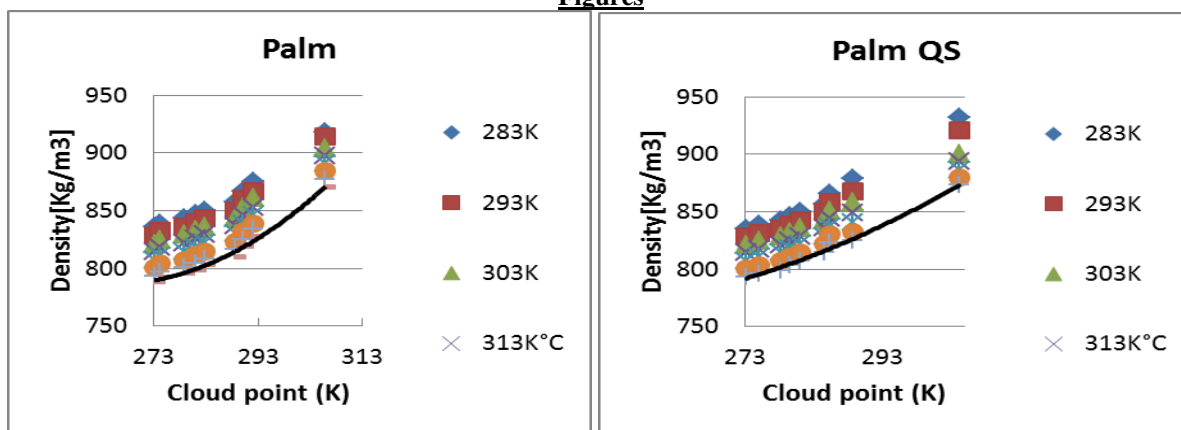 Figures
Palm
Density[Kg/m3]
950
900
850
800
750
273
293
313
Cloud point (K)
283K
293K
303K
313K°C
Palm QS
Density[Kg/m3]
950
900
850
800
750
273
293
Cloud point (K)
283K
293K
303K
313K°C